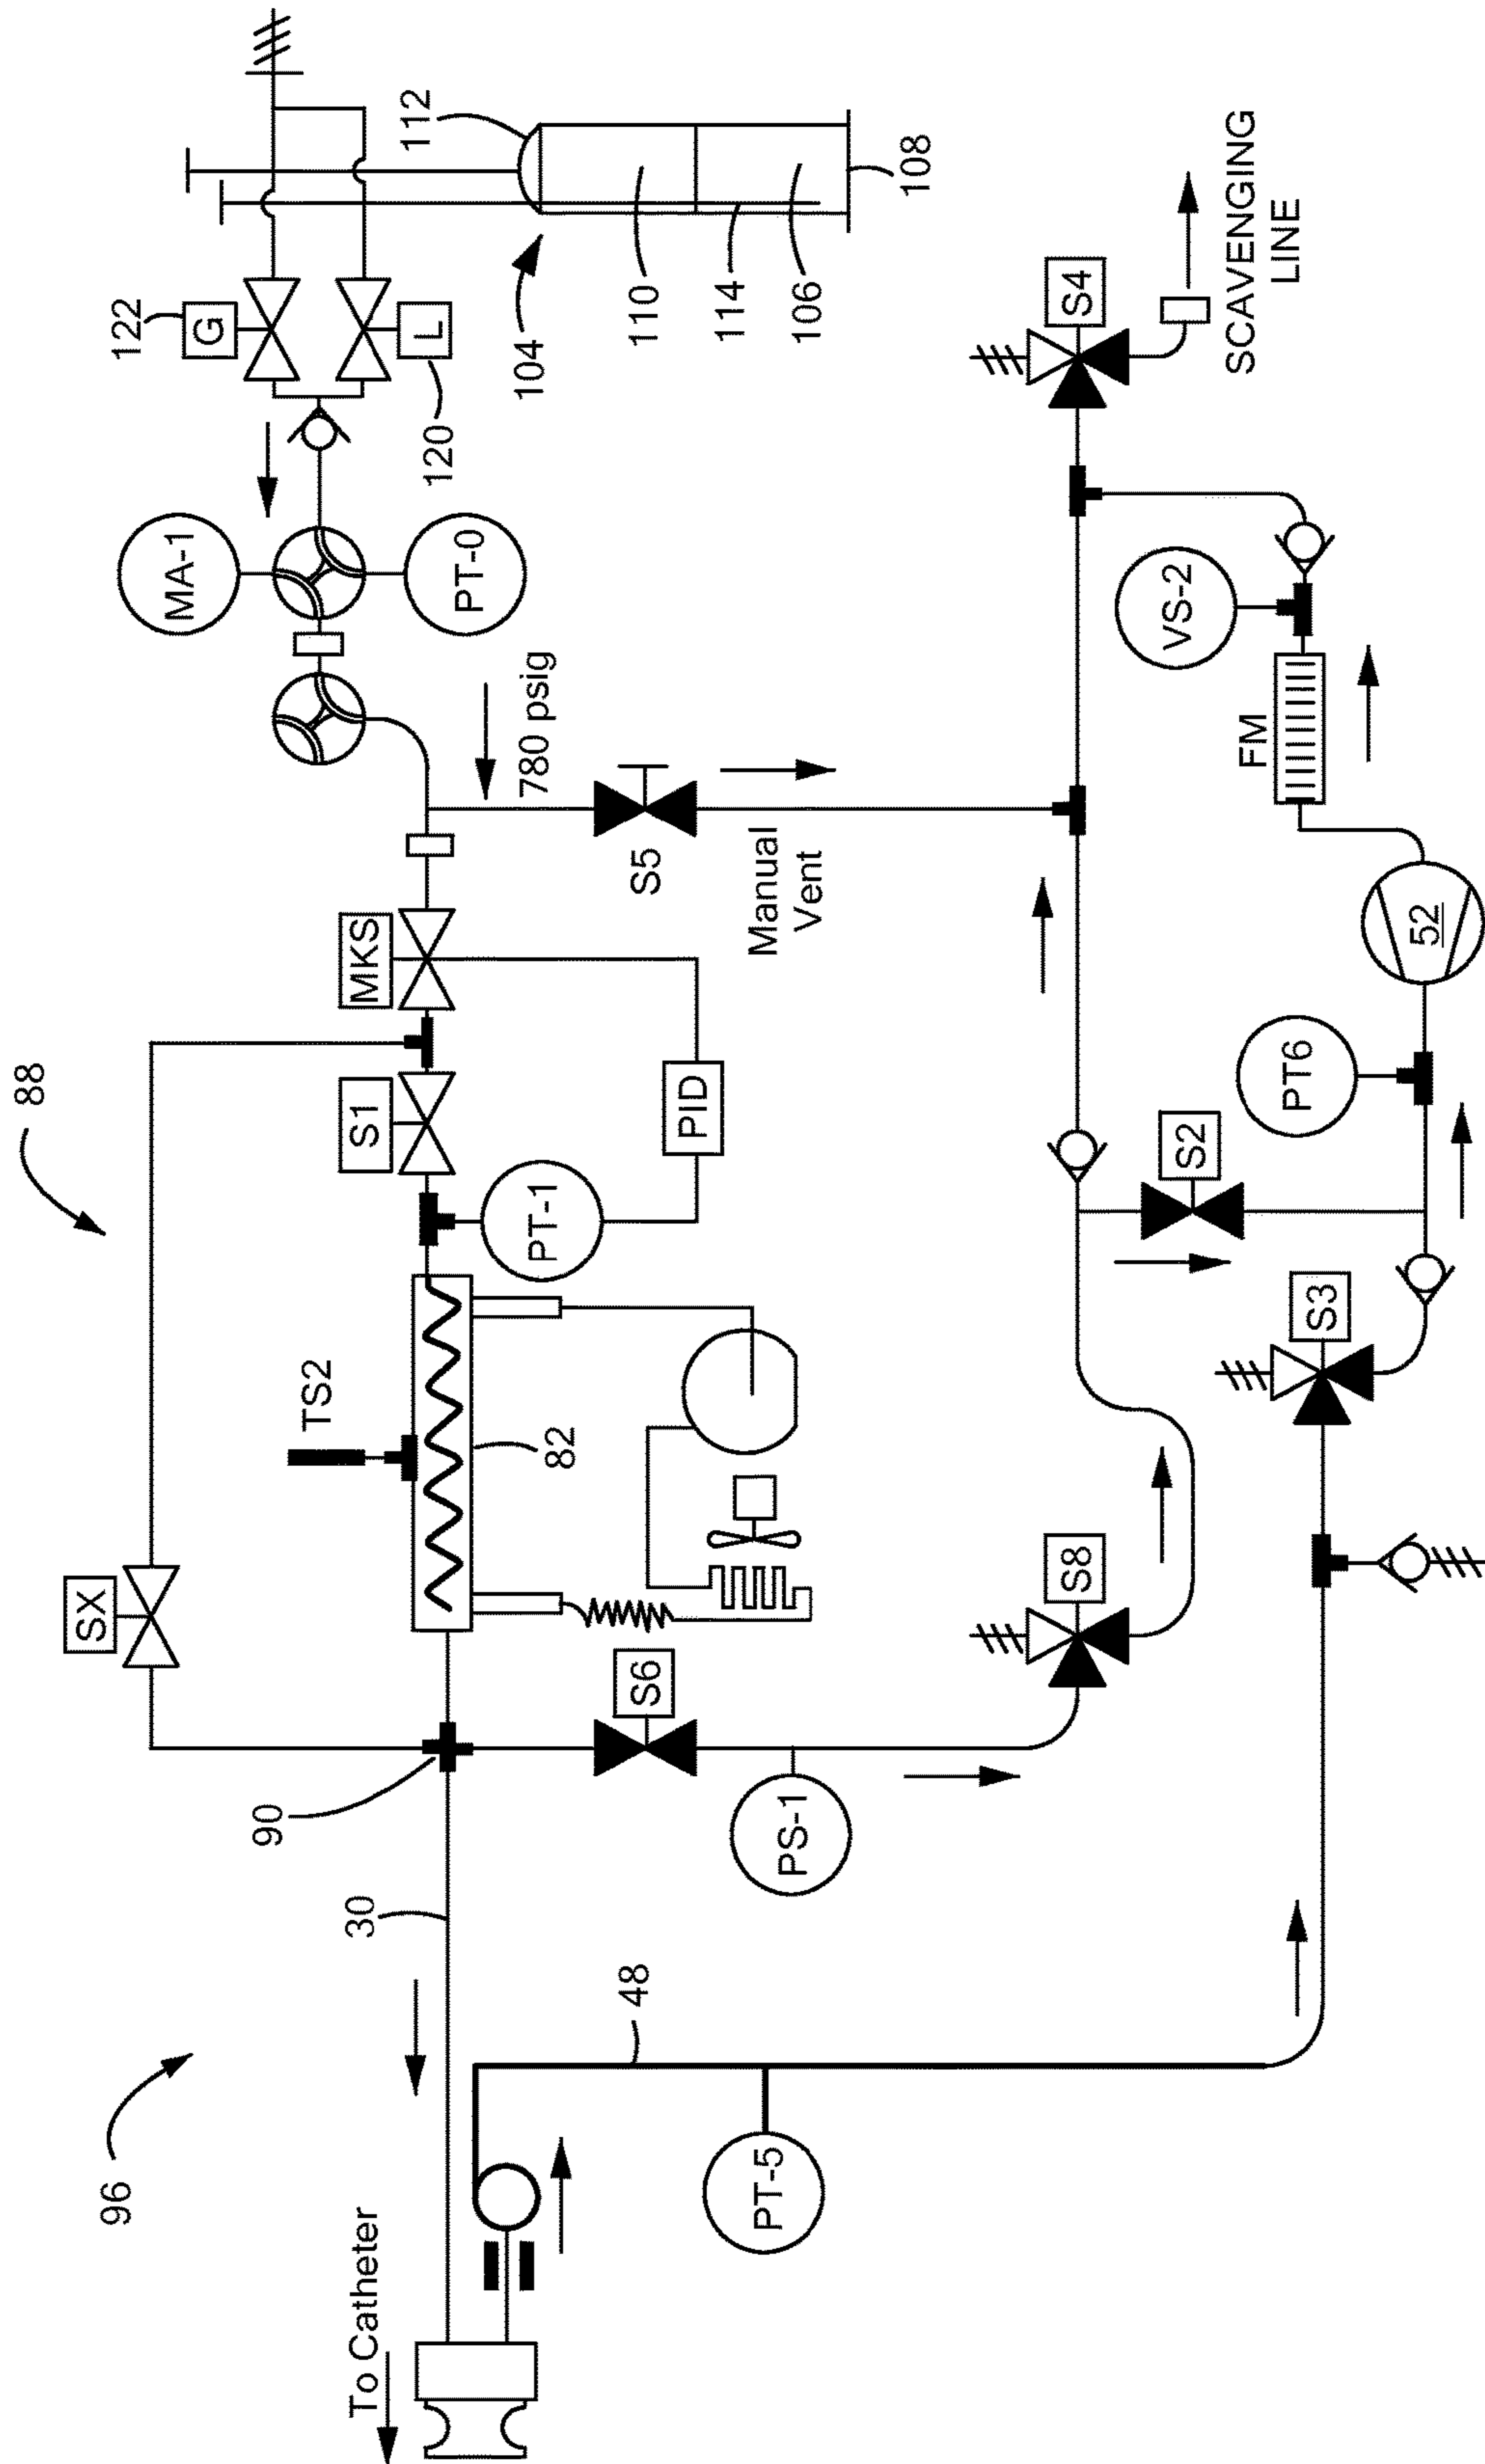 88
96
SX
90
30
To Catheter
TS2
82
S1
PT-1
PID
MKS
S6
PS-1
48
PT-5
MA-1
PT-0
780 psig
S5
Manual
Vent
122
G
L
120
112
104
110
114
106
108
S8
S2
S3
PT6
52
FM
VS-2
S4
SCAVENGING
LINE